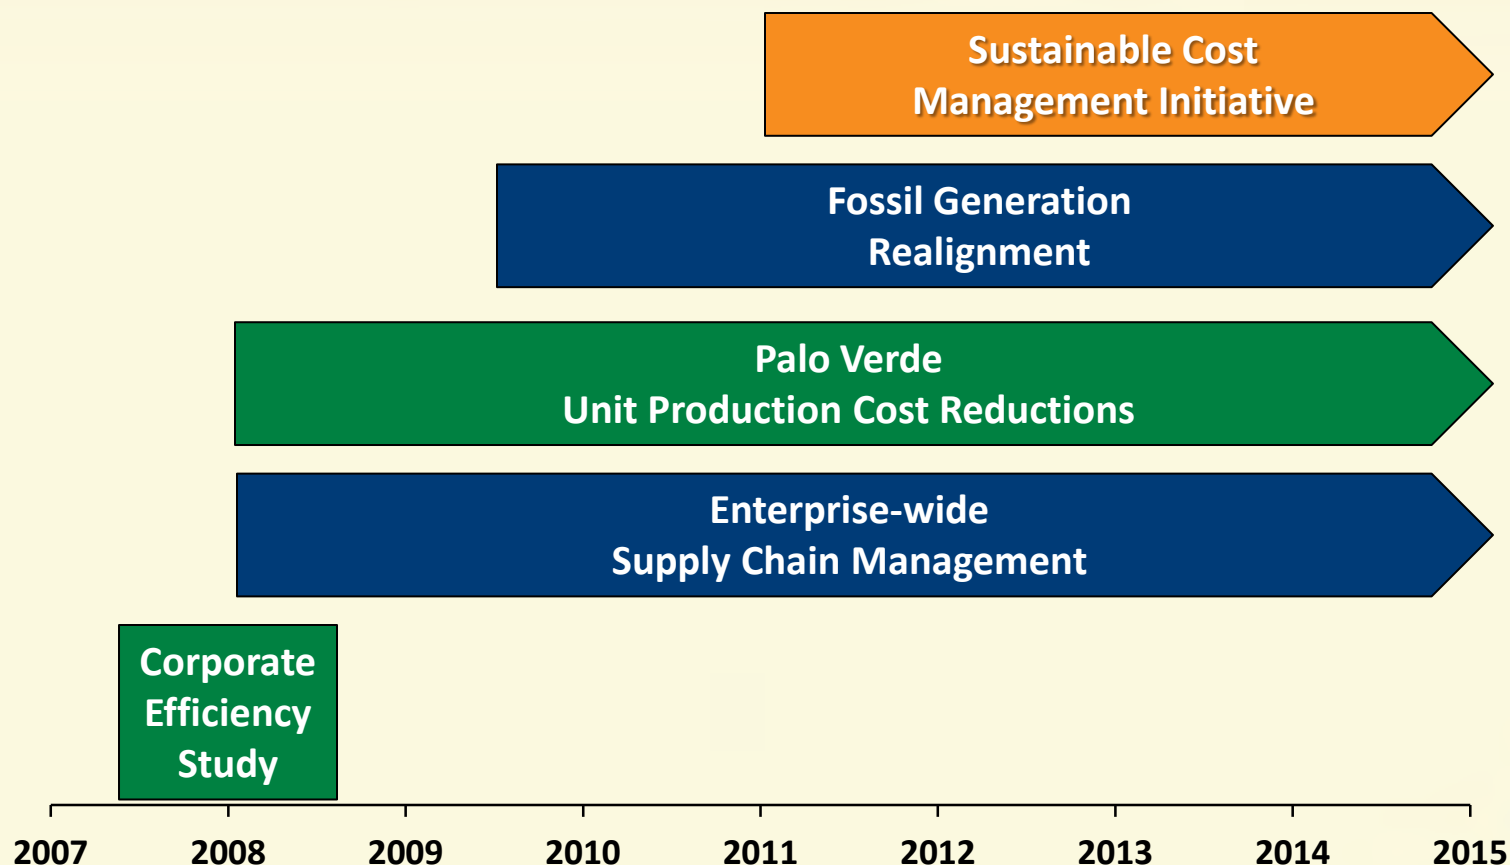 Sustainable Cost
Management Initiative
Fossil Generation
Realignment
Palo Verde
Unit Production Cost Reductions
Enterprise-wide
Supply Chain Management
Corporate
Efficiency
Study
2007 2008 2009 2010 2011 2012 2013 2014 2015